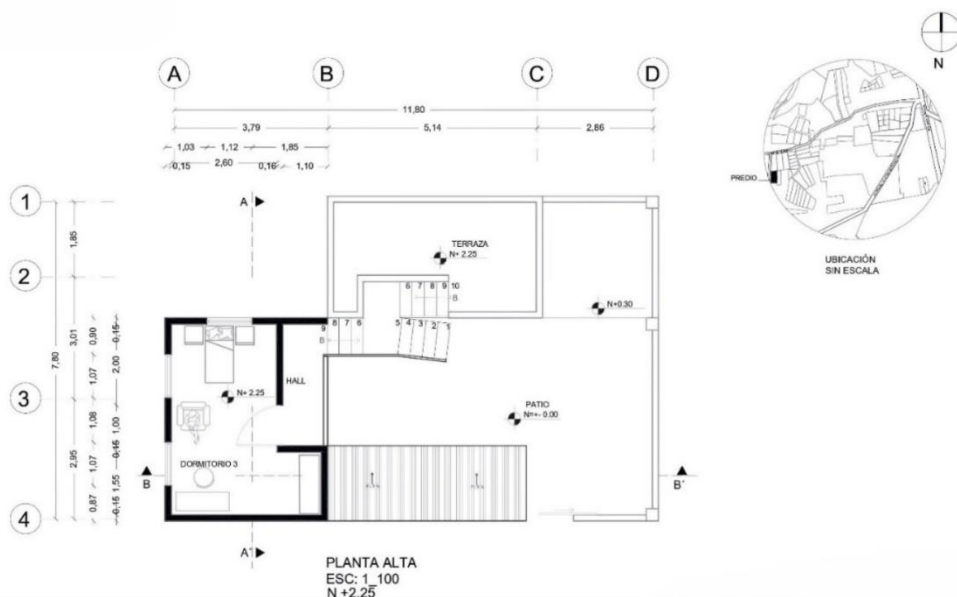 N
A
B
C
D
11,80
3,79
5,14
2,86
1,03
1,12
1,85
2,60
0,15
0,16
1,10
PREDIO
UBICACIÓN
SIN ESCALA
1
2
3
4
7,80
1,85
3,01
2,95
0,90
1,07
1,08
1,07
0,87
0,15
2,00
1,00
0,15
1,55
0,15
A
TERRAZA
N+ 2.25
6 7 8 9 10
B
N+0.30
9 8 7 6
5 4 3 2 1
B
HALL
N+ 2.25
PATIO
N=+- 0.00
DORMITORIO 3
B
B´
A´
PLANTA ALTA
ESC: 1_100
N +2.25